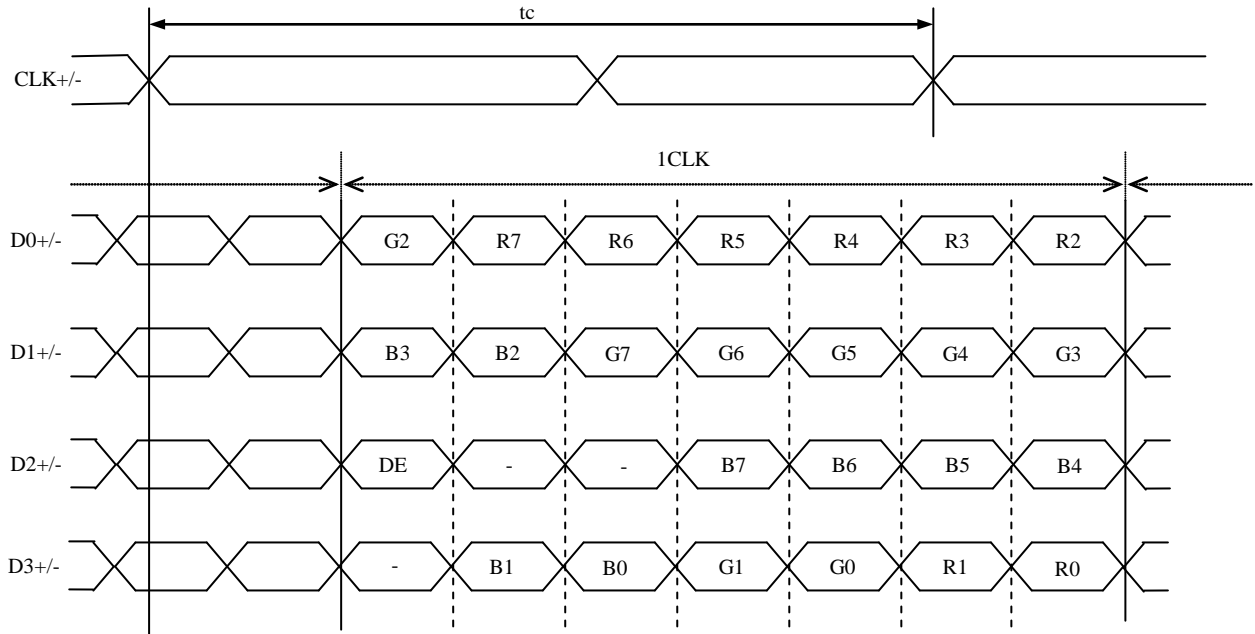 tc
CLK+/-
1CLK
D0+/- G2 R7 R6 R5 R4 R3 R2
D1+/- B3 B2 G7 G6 G5 G4 G3
D2+/- DE - - B7 B6 B5 B4
D3+/- - B1 B0 G1 G0 R1 R0